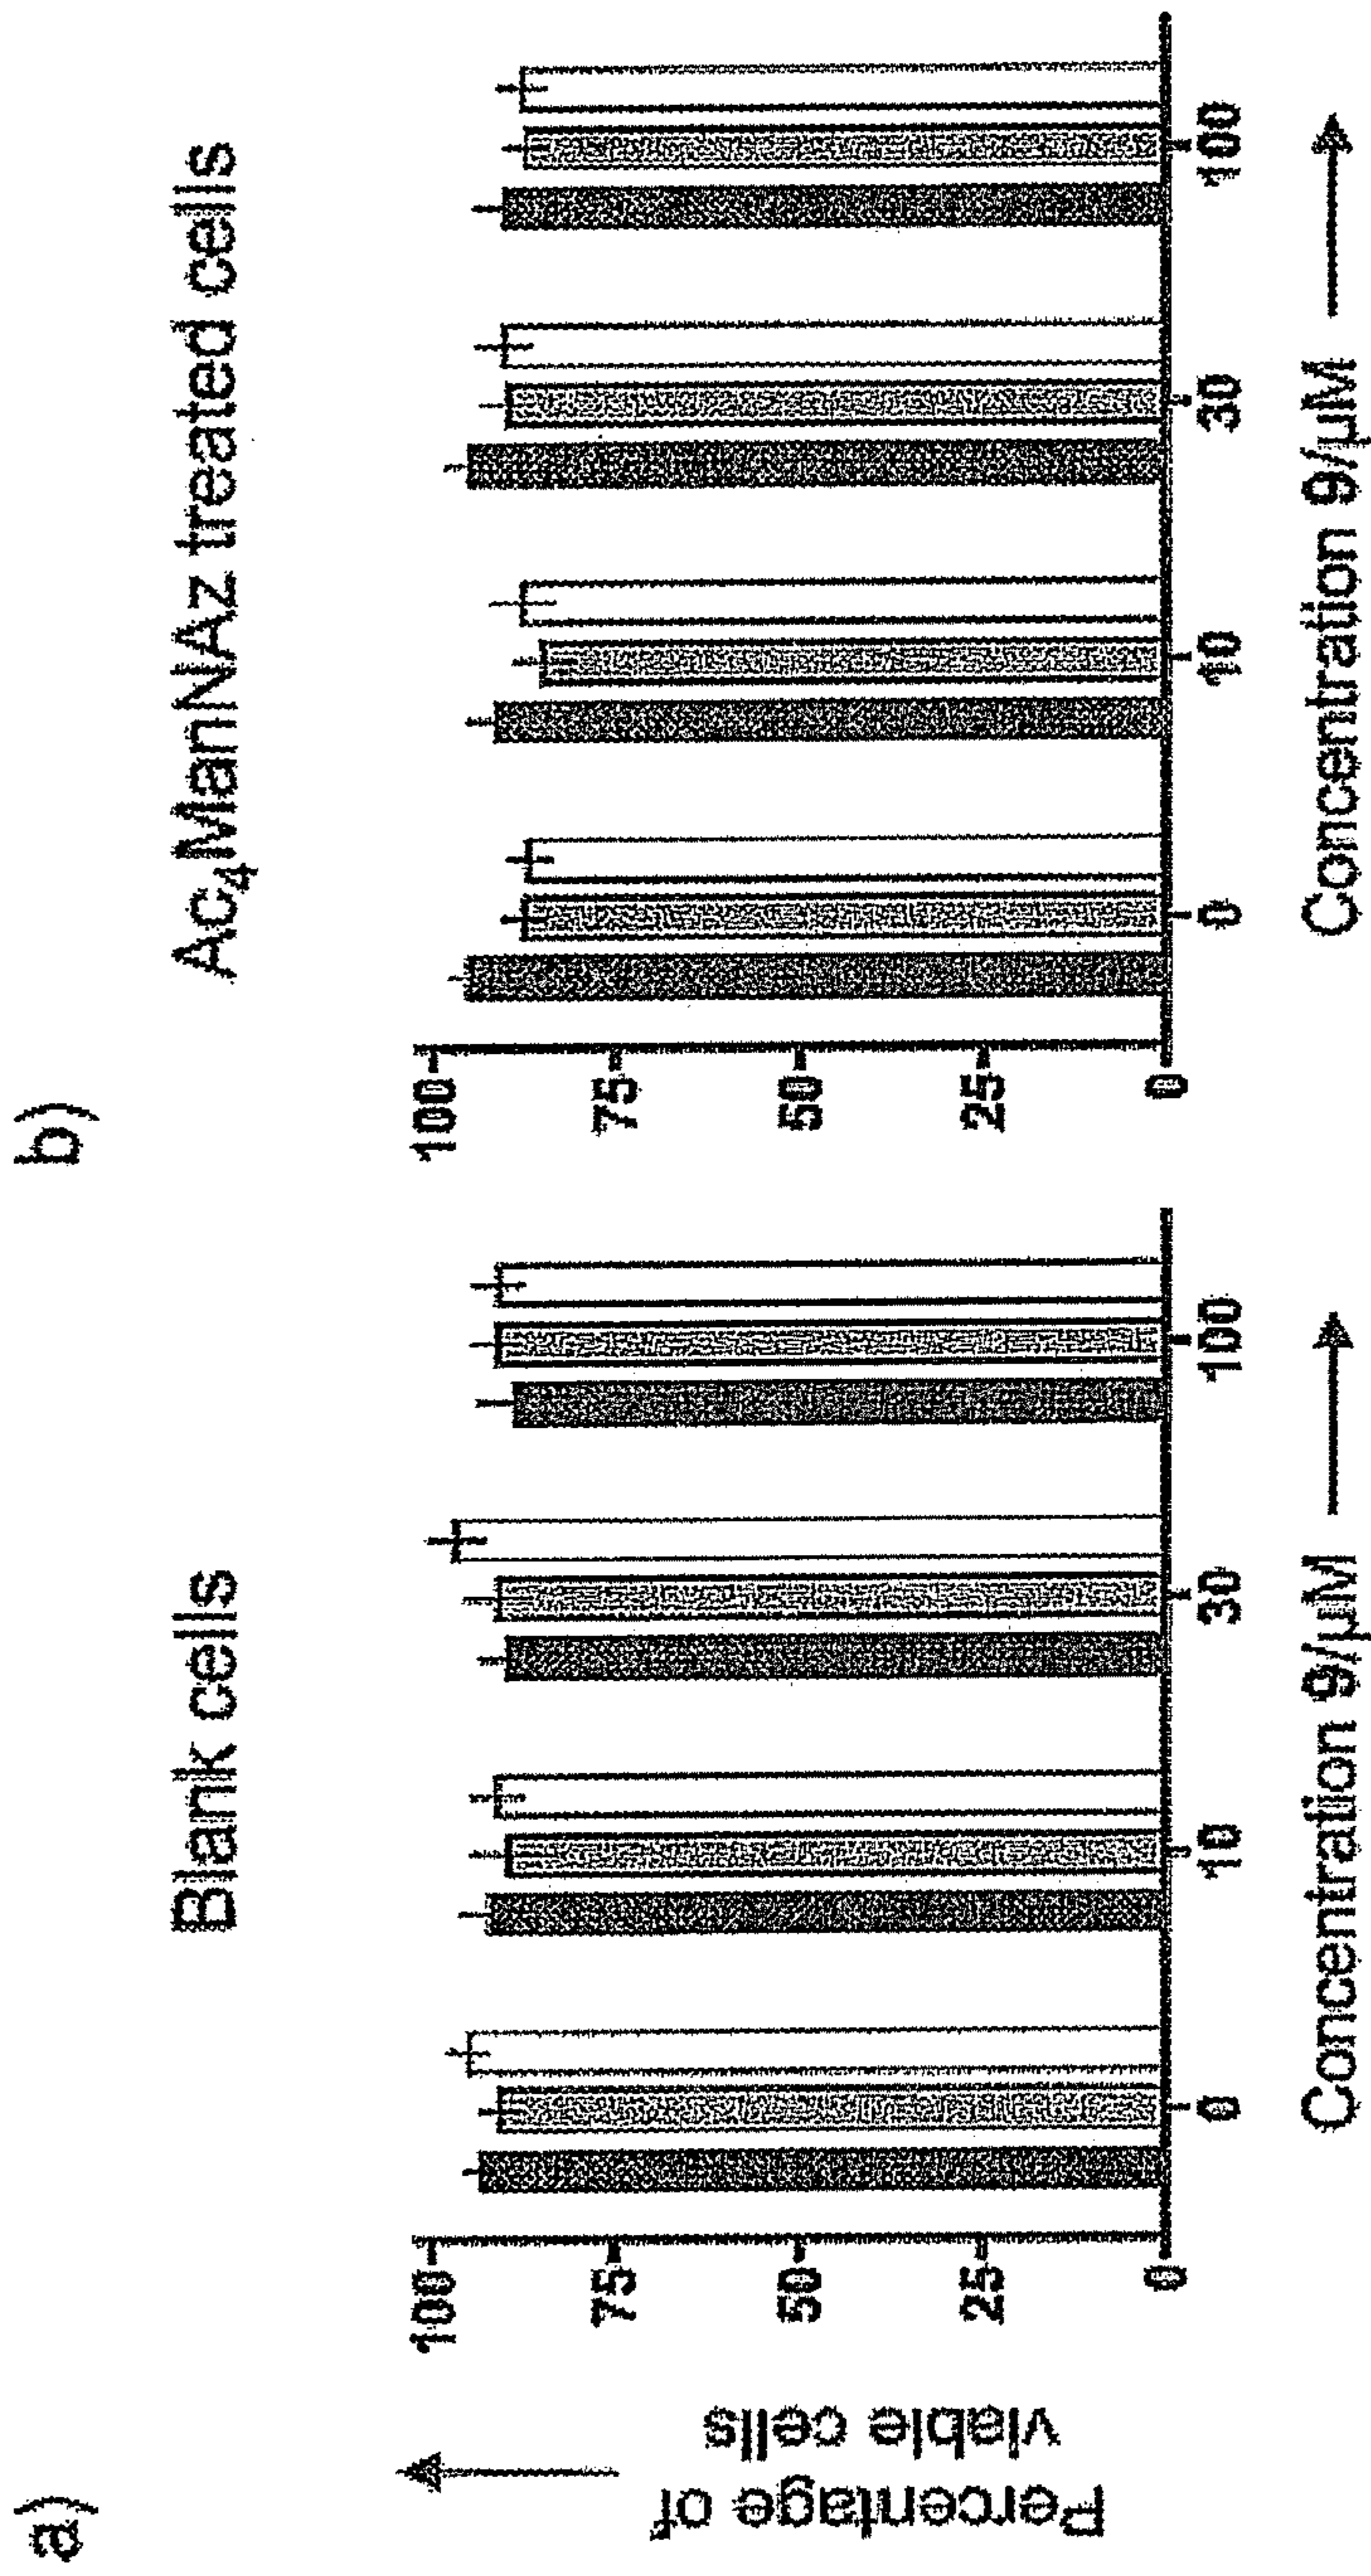 a)
Blank cells
Percentage of
viable cells
100
75
50
25
0
0 10 30 100
Concentration 9/µM
b)
Ac₄ManNAz treated cells
100
75
50
25
0
0 10 30 100
Concentration 9/µM